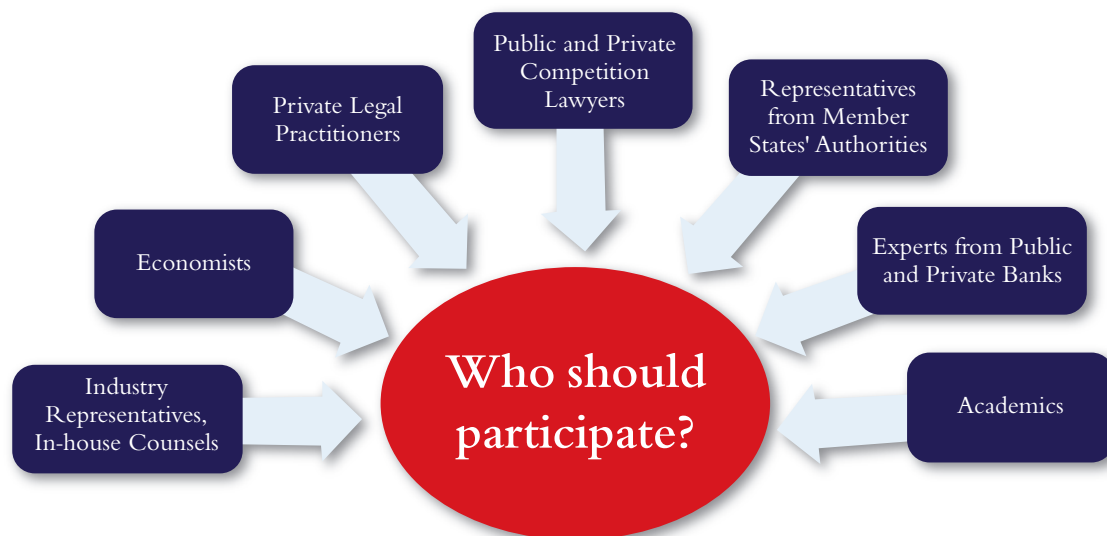 Public and Private
Competition
Lawyers
Private Legal
Practitioners
Representatives
from Member
States' Authorities
Economists
Experts from Public
and Private Banks
Industry
Representatives,
In-house Counsels
Who should
participate?
Academics